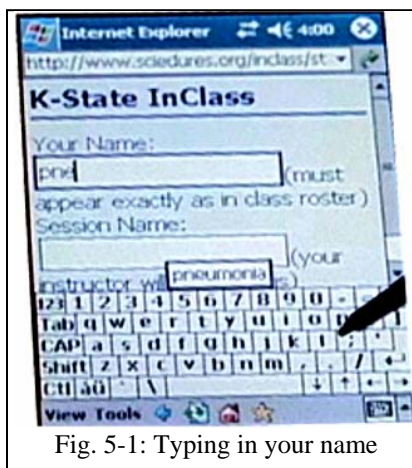 Internet Explorer 4:00
http://www.sciedures.org/inclass/st
K-State InClass
Your Name:
pne
(must
appear exactly as in class roster)
Session Name:
(your
instructor
pneumonia
123 1 2 3 4 5 6 7 8 9 0 -
Tab q w e r t y u i o p ]
CAP a s d f g h j k l ; '
Shift z x c v b n m , . /
Ctl áü ` \ ↓ ↑ ← →
View Tools
Fig. 5-1: Typing in your name